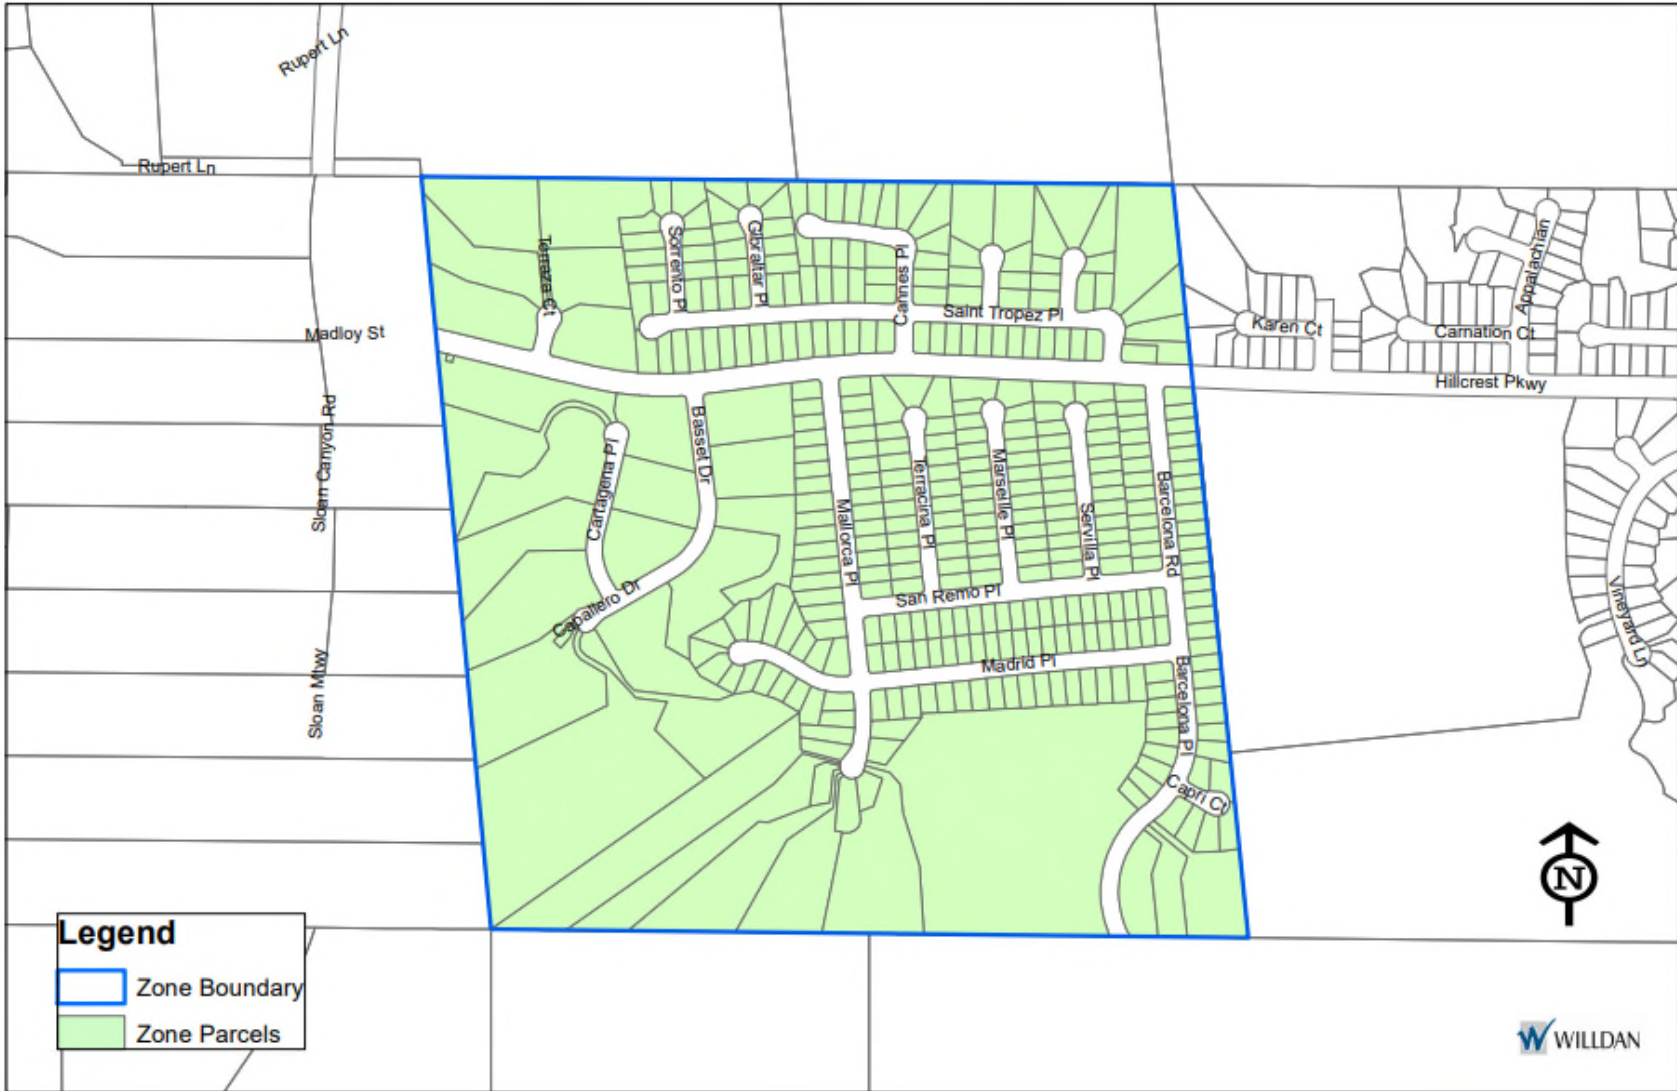 Rupert Ln
Rupert Ln
Terraza Ct
Sorrento Pl
Gibraltar Pl
Cannes Pl
Saint Tropez Pl
Madloy St
Karen Ct
Carnation Ct
Appalachian
Hillcrest Pkwy
Sloan Canyon Rd
Basset Dr
Cartagena Pl
Mallorca Pl
Terracina Pl
Marselle Pl
Servilla Pl
Barcelona Rd
San Remo Pl
Caballero Dr
Madrid Pl
Vineyard Ln
Sloan Mtwy
Barcelona Pl
Capri Ct
N
Legend
Zone Boundary
Zone Parcels
WILLDAN